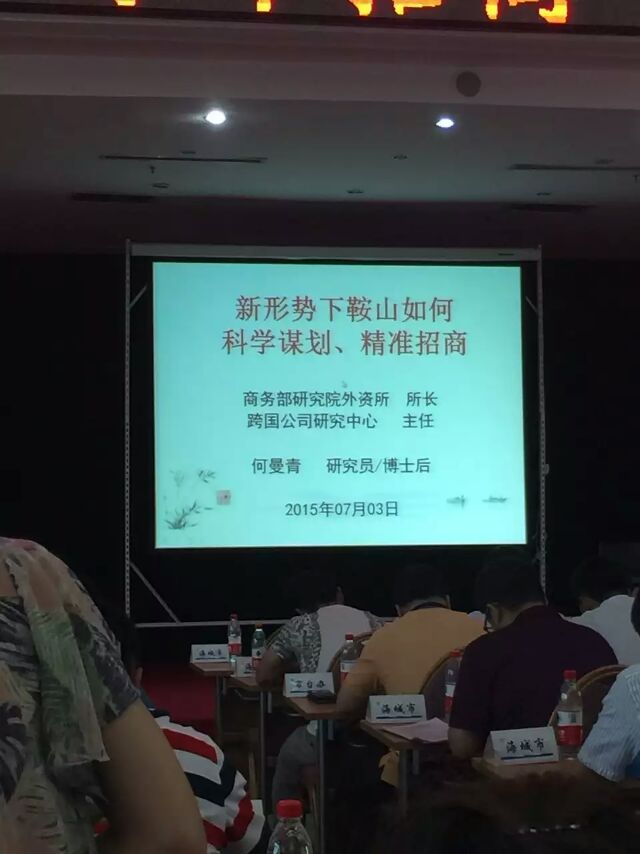 新形势下鞍山如何
科学谋划、精准招商
商务部研究院外资所 所长
跨国公司研究中心 主任
何曼青 研究员/博士后
2015年07月03日
海城市
海城市
海城市